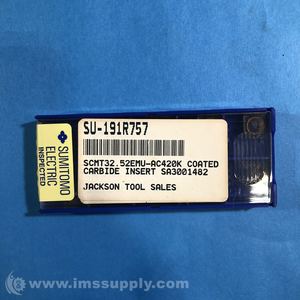 SU-191R757
SCMT32.52EMU-AC420K COATED
CARBIDE INSERT SA3001482
JACKSON TOOL SALES
SUMITOMO
ELECTRIC
INSPECTED
© www.imssupply.com